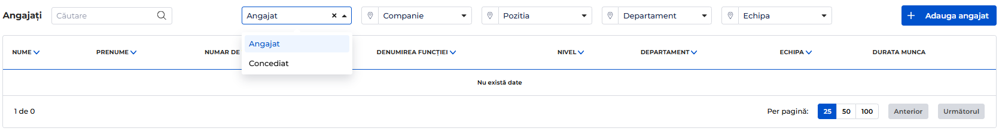 Angajați
Căutare
Angajat
Companie
Pozitia
Departament
Echipa
Adauga angajat
Angajat
Concediat
NUME
PRENUME
NUMAR DE
DENUMIREA FUNCȚIEI
NIVEL
DEPARTAMENT
ECHIPA
DURATA MUNCA
Nu există date
1 de 0
Per pagină:
25
50
100
Anterior
Următorul